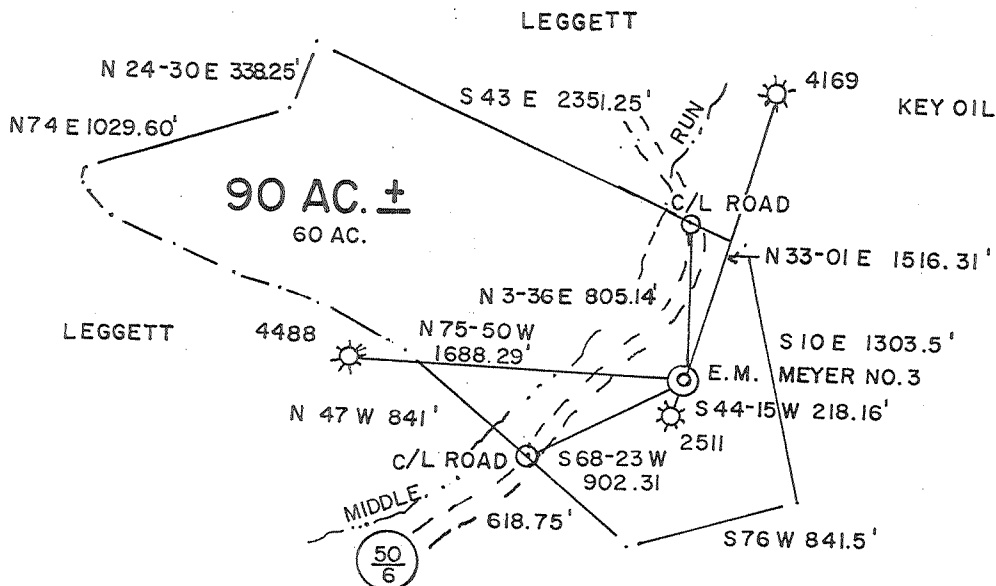 LEGGETT
N 24-30 E 338.25'
S 43 E 2351.25'
4169
RUN
KEY OIL
N74 E 1029.60'
90 AC. ±
60 AC.
C/L ROAD
N 33-01 E 1516.31'
N 3-36 E 805.14'
LEGGETT
4488
N 75-50 W
1688.29'
S 10 E 1303.5'
E.M. MEYER NO.3
N 47 W 841'
S 44-15 W 218.16'
2511
C/L ROAD
S 68-23 W
902.31
MIDDLE
618.75'
S 76 W 841.5'
50
6